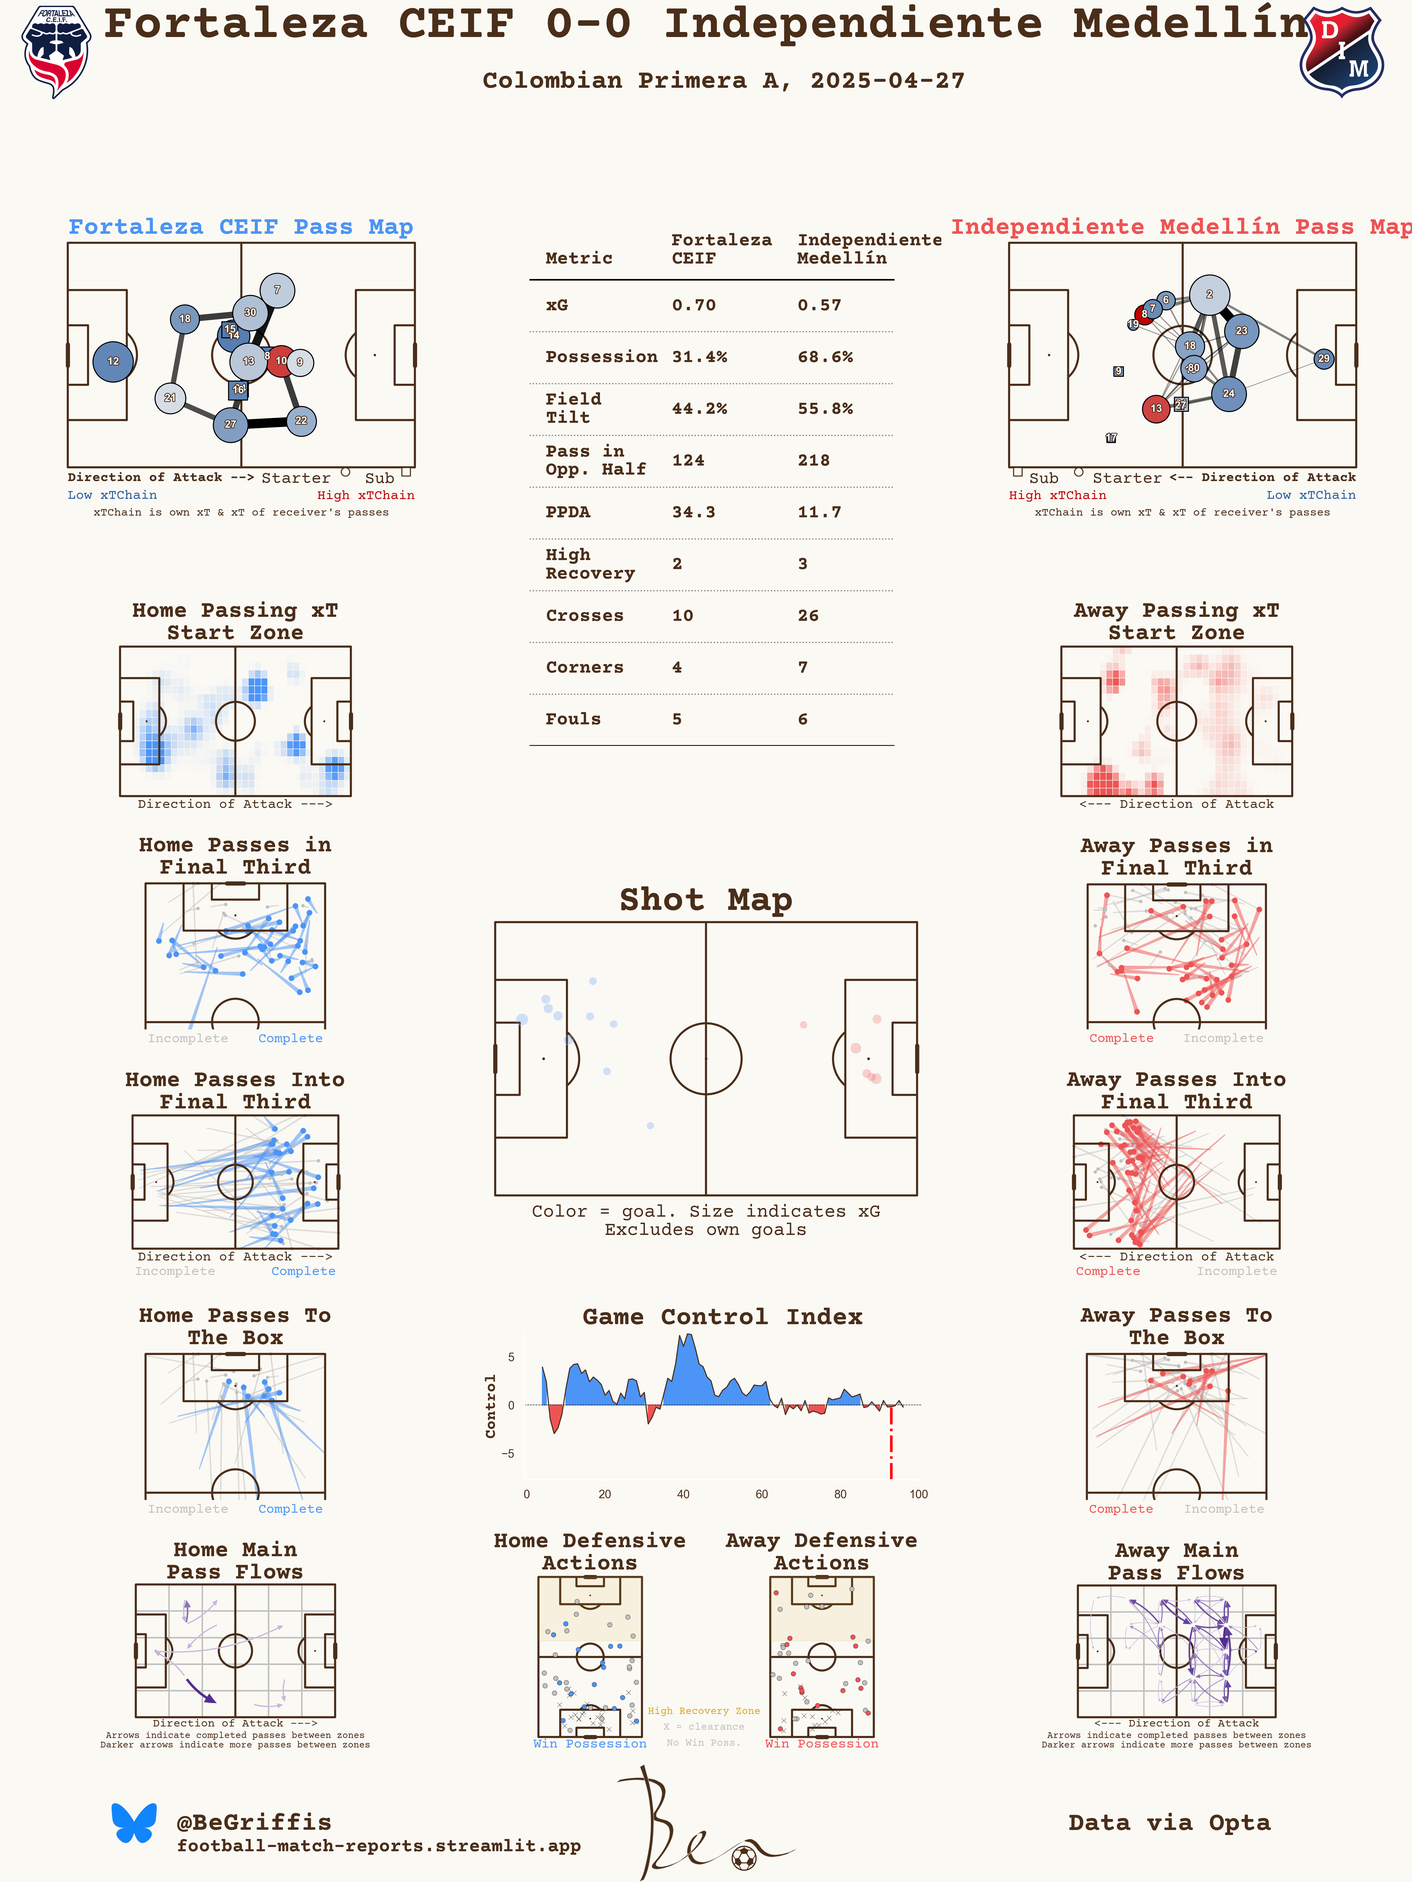 Fortaleza CEIF 0-0 Independiente Medellín
Colombian Primera A, 2025-04-27
FORTALEZA
C.E.I.F.
D
I
M
Fortaleza CEIF Pass Map
7
18
30
15
14
12
13
8
10
9
21
16
27
22
Direction of Attack --> Starter Sub
Low xTChain High xTChain
xTChain is own xT & xT of receiver's passes
Metric Fortaleza CEIF Independiente Medellín
xG 0.70 0.57
Possession 31.4% 68.6%
Field Tilt 44.2% 55.8%
Pass in Opp. Half 124 218
PPDA 34.3 11.7
High Recovery 2 3
Crosses 10 26
Corners 4 7
Fouls 5 6
Independiente Medellín Pass Map
2
6
7
8
19
23
18
29
80
9
24
13
27
17
Sub Starter <-- Direction of Attack
High xTChain Low xTChain
xTChain is own xT & xT of receiver's passes
Home Passing xT
Start Zone
Direction of Attack --->
Away Passing xT
Start Zone
<--- Direction of Attack
Home Passes in
Final Third
Incomplete Complete
Away Passes in
Final Third
Complete Incomplete
Shot Map
Color = goal. Size indicates xG
Excludes own goals
Home Passes Into
Final Third
Direction of Attack --->
Incomplete Complete
Away Passes Into
Final Third
<--- Direction of Attack
Complete Incomplete
Home Passes To
The Box
Incomplete Complete
Game Control Index
Control
5
0
−5
0 20 40 60 80 100
Away Passes To
The Box
Complete Incomplete
Home Main
Pass Flows
Direction of Attack --->
Arrows indicate completed passes between zones
Darker arrows indicate more passes between zones
Home Defensive
Actions
Win Possession
High Recovery Zone
X = clearance
No Win Poss.
Away Defensive
Actions
Win Possession
Away Main
Pass Flows
<--- Direction of Attack
Arrows indicate completed passes between zones
Darker arrows indicate more passes between zones
@BeGriffis
football-match-reports.streamlit.app
Ben
Data via Opta